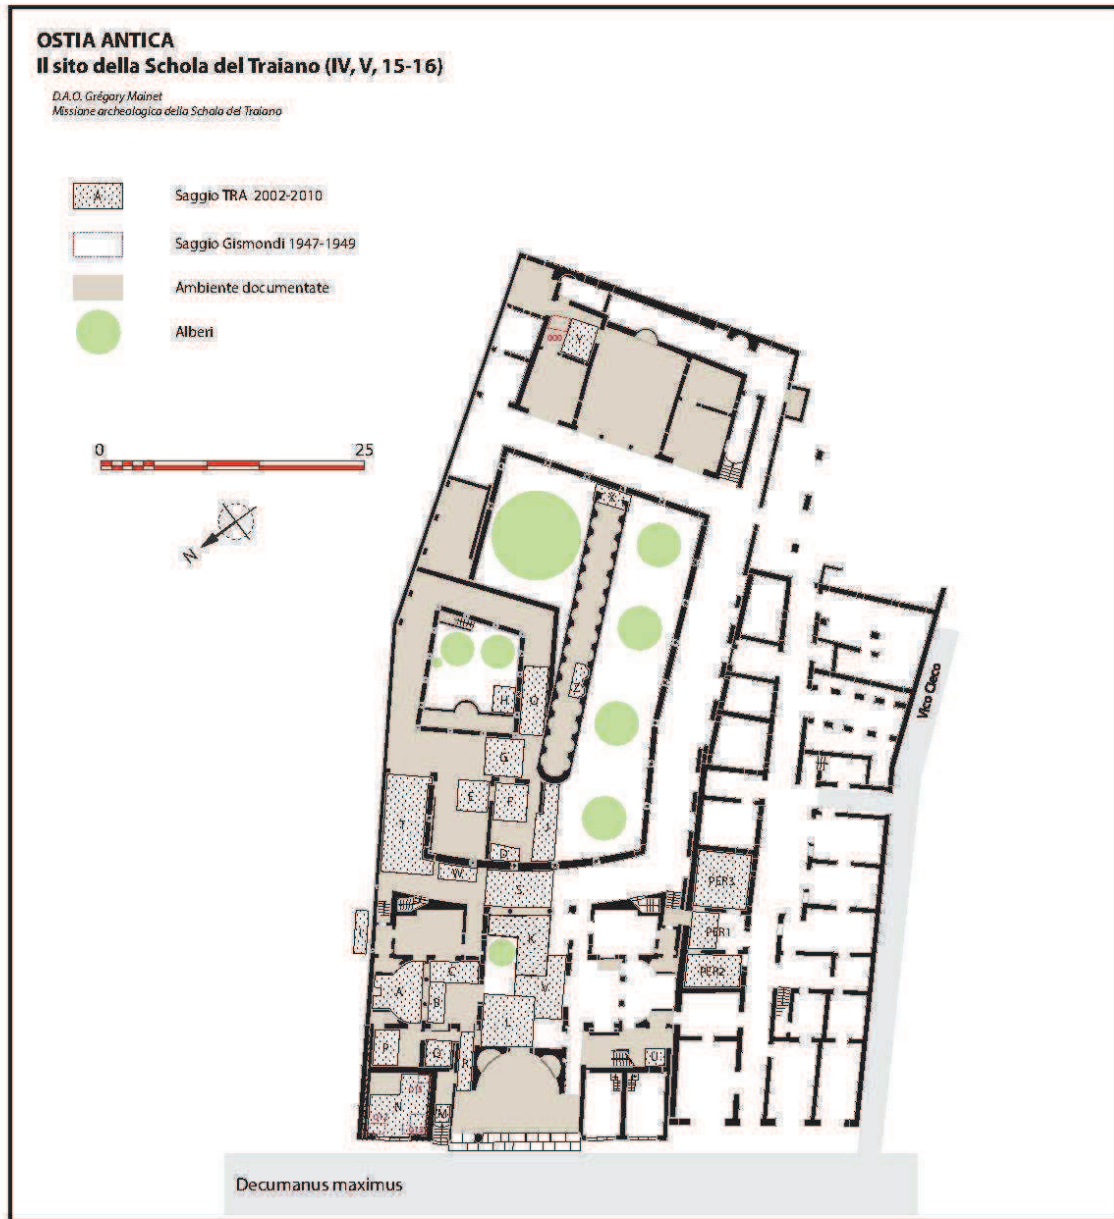 OSTIA ANTICA
Il sito della Schola del Traiano (IV, V, 15-16)
D.A.O. Grégory Mainet
Missione archeologica della Schola del Traiano
A
Saggio TRA 2002-2010
Saggio Gismondi 1947-1949
Ambiente documentate
Alberi
0 25
N
Y
X
Vico Cieco
Z
H
O
G
E
F
T
J
D
W
S
PER3
I
K
PER1
C
PER2
A
B
V
L
P
Q
R
U
N
M
Decumanus maximus